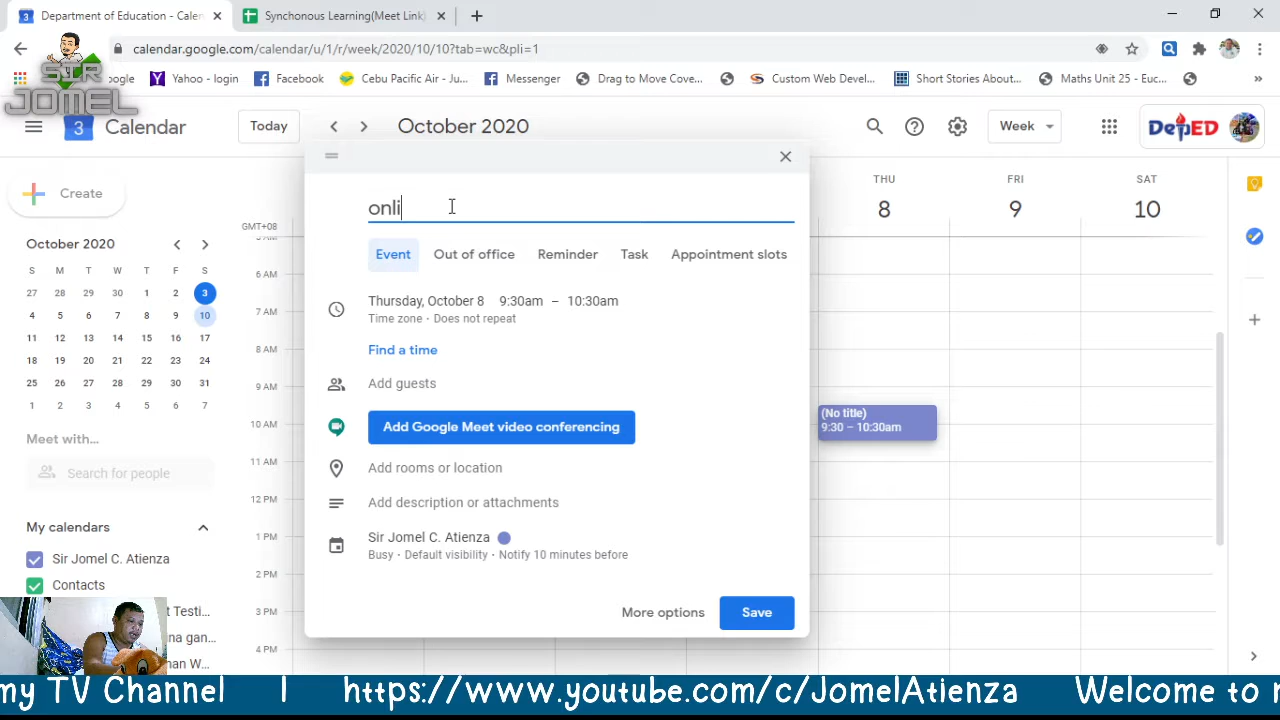 Department of Education - Calen
Synchonous Learning(Meet Link)
calendar.google.com/calendar/u/1/r/week/2020/10/10?tab=wc&pli=1
Yahoo - login
Facebook
Cebu Pacific Air - Ju...
Messenger
Drag to Move Cove...
Custom Web Devel...
Short Stories About...
Maths Unit 25 - Euc...
»
SIR
JOMEL
3
Calendar
Today
October 2020
Week
DepED
Create
onli
THU
FRI
SAT
8
9
10
GMT+08
October 2020
S M T W T F S
27 28 29 30 1 2 3
4 5 6 7 8 9 10
11 12 13 14 15 16 17
18 19 20 21 22 23 24
25 26 27 28 29 30 31
1 2 3 4 5 6 7
Event
Out of office
Reminder
Task
Appointment slots
Thursday, October 8 9:30am – 10:30am
Time zone · Does not repeat
Find a time
Add guests
Add Google Meet video conferencing
Add rooms or location
Add description or attachments
Sir Jomel C. Atienza
Busy · Default visibility · Notify 10 minutes before
More options
Save
6 AM
7 AM
8 AM
9 AM
10 AM
11 AM
12 PM
1 PM
2 PM
3 PM
4 PM
(No title)
9:30 – 10:30am
Meet with...
Search for people
My calendars
Sir Jomel C. Atienza
Contacts
my TV Channel | https://www.youtube.com/c/JomelAtienza Welcome to